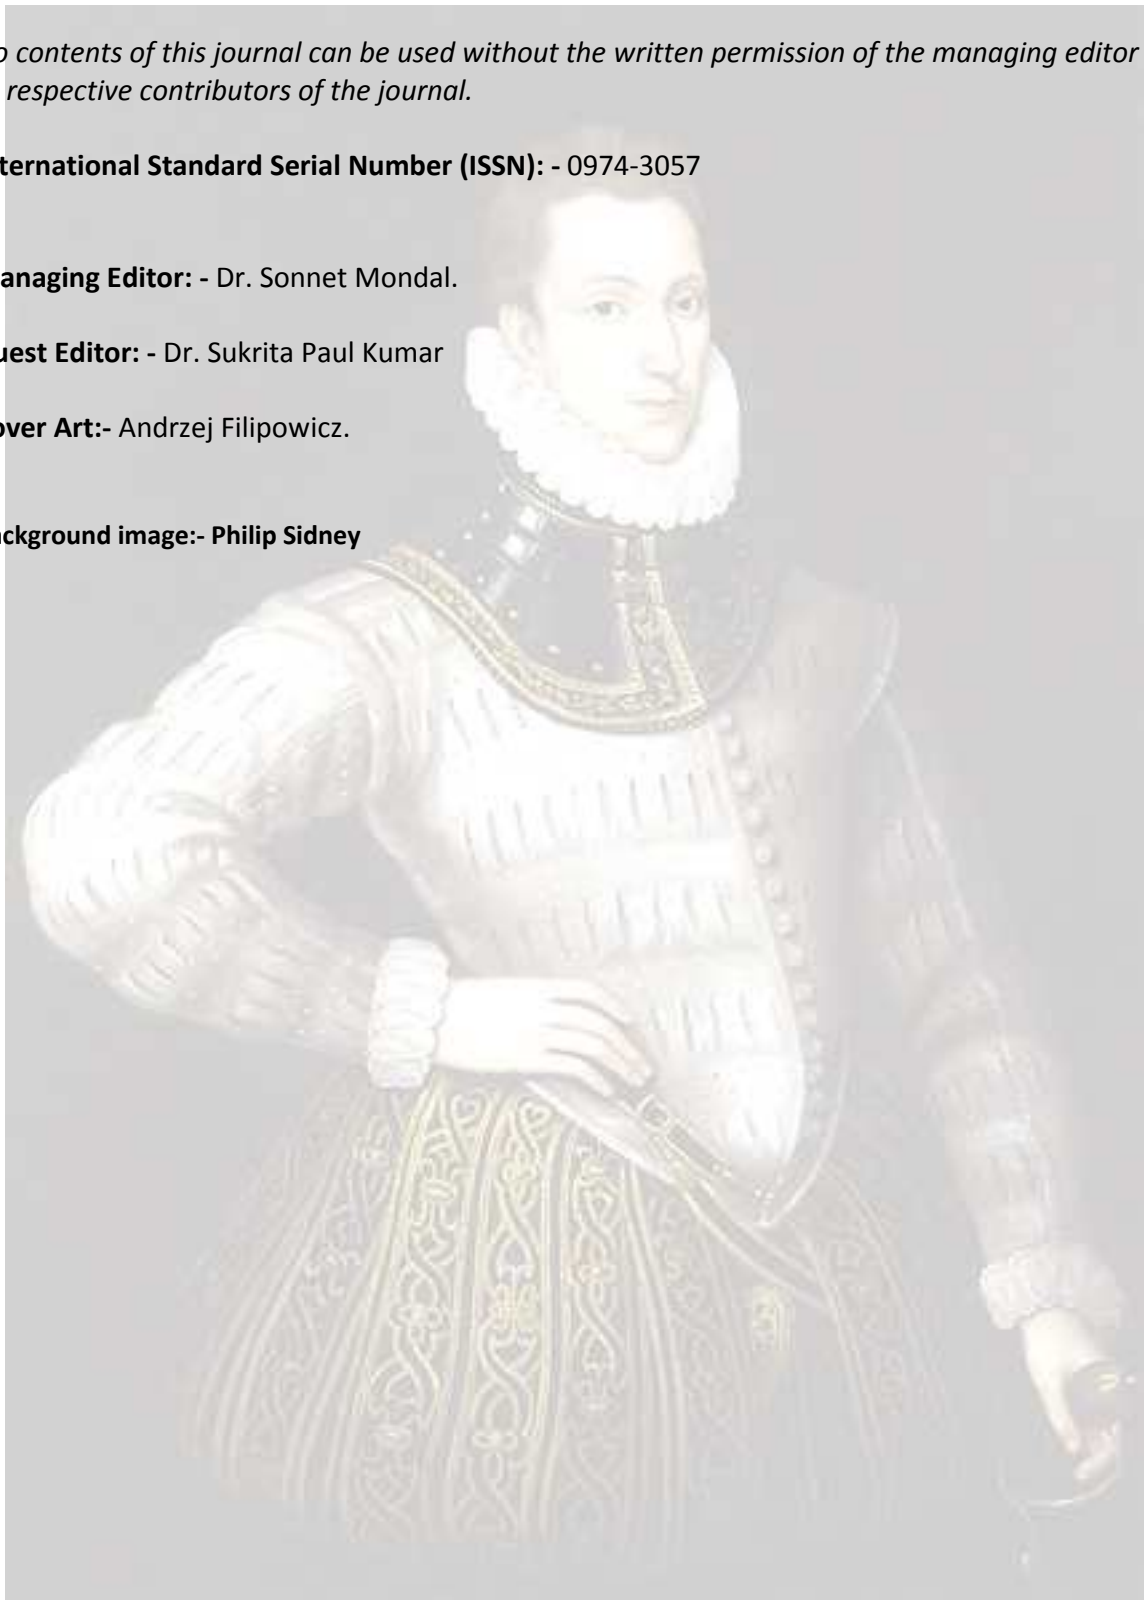 o contents of this journal can be used without the written permission of the managing editor
respective contributors of the journal.
ternational Standard Serial Number (ISSN): - 0974-3057
anaging Editor: - Dr. Sonnet Mondal.
uest Editor: - Dr. Sukrita Paul Kumar
over Art:- Andrzej Filipowicz.
ackground image:- Philip Sidney